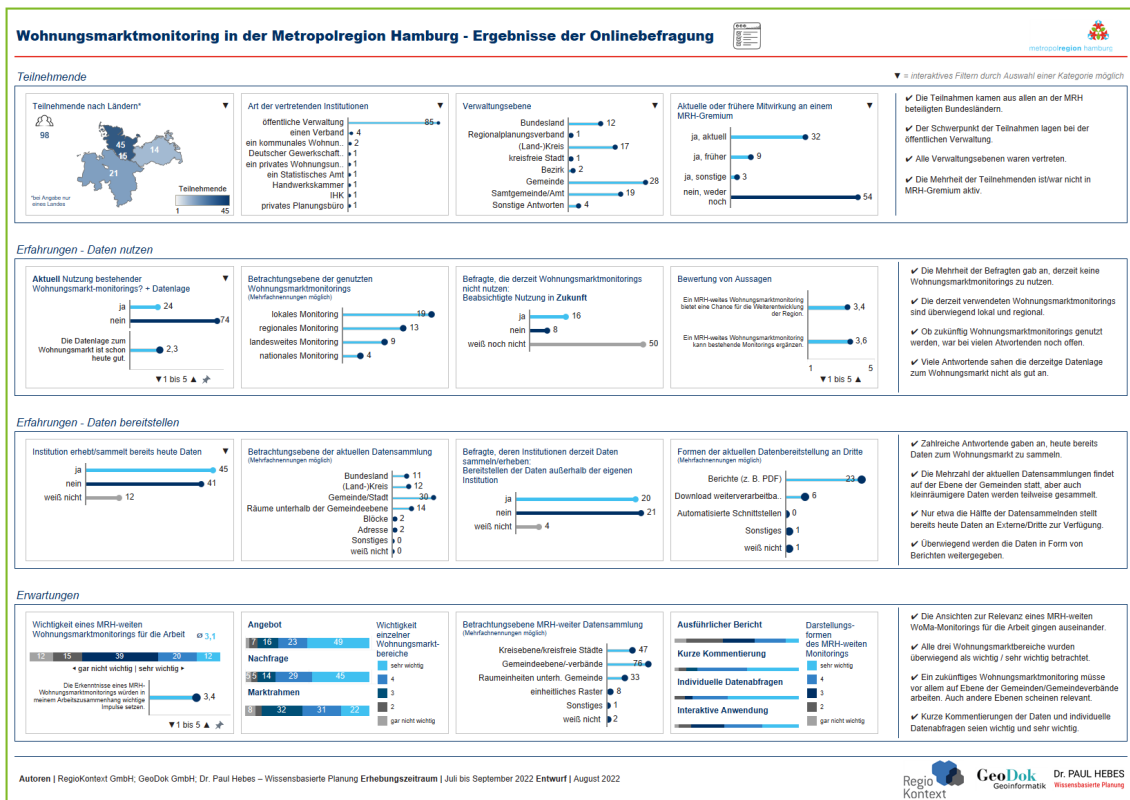 Wohnungsmarktmonitoring in der Metropolregion Hamburg - Ergebnisse der Onlinebefragung
metropolregion hamburg
Teilnehmende
▼ = interaktives Filtern durch Auswahl einer Kategorie möglich
Teilnehmende nach Ländern* ▼
98
45
15
14
21
Teilnehmende
1 45
*bei Angabe nur
eines Landes
Art der vertretenden Institutionen ▼
öffentliche Verwaltung 85
einen Verband 4
ein kommunales Wohnun.. 2
Deutscher Gewerkschaft.. 1
ein privates Wohnungsun.. 1
ein Statistisches Amt 1
Handwerkskammer 1
IHK 1
privates Planungsbüro 1
Verwaltungsebene ▼
Bundesland 12
Regionalplanungsverband 1
(Land-)Kreis 17
kreisfreie Stadt 1
Bezirk 2
Gemeinde 28
Samtgemeinde/Amt 19
Sonstige Antworten 4
Aktuelle oder frühere Mitwirkung an einem
MRH-Gremium ▼
ja, aktuell 32
ja, früher 9
ja, sonstige 3
nein, weder
noch 54
✔ Die Teilnahmen kamen aus allen an der MRH
beteiligten Bundesländern.
✔ Der Schwerpunkt der Teilnahmen lagen bei der
öffentlichen Verwaltung.
✔ Alle Verwaltungsebenen waren vertreten.
✔ Die Mehrheit der Teilnehmenden ist/war nicht in
MRH-Gremium aktiv.
Erfahrungen - Daten nutzen
Aktuell Nutzung bestehender ▼
Wohnungsmarkt-monitorings? + Datenlage
ja 24
nein 74
Die Datenlage zum
Wohnungsmarkt ist schon
heute gut. 2,3
▼1 bis 5 ▲
Betrachtungsebene der genutzten
Wohnungsmarktmonitorings
(Mehrfachnennungen möglich)
lokales Monitoring 19
regionales Monitoring 13
landesweites Monitoring 9
nationales Monitoring 4
Befragte, die derzeit Wohnungsmarktmonitorings
nicht nutzen:
Beabsichtigte Nutzung in Zukunft
ja 16
nein 8
weiß noch nicht 50
Bewertung von Aussagen
Ein MRH-weites Wohnungsmarktmonitoring
bietet eine Chance für die Weiterentwicklung
der Region. 3,4
Ein MRH-weites Wohnungsmarktmonitoring
kann bestehende Monitorings ergänzen. 3,6
1 5
▼1 bis 5 ▲
✔ Die Mehrheit der Befragten gab an, derzeit keine
Wohnungsmarktmonitorings zu nutzen.
✔ Die derzeit verwendeten Wohnungsmarktmonitorings
sind überwiegend lokal und regional.
✔ Ob zukünftig Wohnungsmarktmonitorings genutzt
werden, war bei vielen Atwortenden noch offen.
✔ Viele Antwortende sahen die derzeitge Datenlage
zum Wohnungsmarkt nicht als gut an.
Erfahrungen - Daten bereitstellen
Institution erhebt/sammelt bereits heute Daten ▼
ja 45
nein 41
weiß nicht 12
Betrachtungsebene der aktuellen Datensammlung
(Mehrfachnennungen möglich)
Bundesland 11
(Land-)Kreis 12
Gemeinde/Stadt 30
Räume unterhalb der Gemeindeebene 14
Blöcke 2
Adresse 2
Sonstiges 0
weiß nicht 0
Befragte, deren Institutionen derzeit Daten
sammeln/erheben:
Bereitstellen der Daten außerhalb der eigenen
Institution
ja 20
nein 21
weiß nicht 4
Formen der aktuellen Datenbereitstellung an Dritte
(Mehrfachnennungen möglich)
Berichte (z. B. PDF) 23
Download weiterverarbeitba.. 6
Automatisierte Schnittstellen 0
Sonstiges 1
weiß nicht 1
✔ Zahlreiche Antwortende gaben an, heute bereits
Daten zum Wohnungsmarkt zu sammeln.
✔ Die Mehrzahl der aktuellen Datensammlungen findet
auf der Ebene der Gemeinden statt, aber auch
kleinräumigere Daten werden teilweise gesammelt.
✔ Nur etwa die Hälfte der Datensammelnden stellt
bereits heute Daten an Externe/Dritte zur Verfügung.
✔ Überwiegend werden die Daten in Form von
Berichten weitergegeben.
Erwartungen
Wichtigkeit eines MRH-weiten
Wohnungsmarktmonitorings für die Arbeit ø 3,1
12 15 39 20 12
◂ gar nicht wichtig | sehr wichtig ▸
Die Erkenntnisse eines MRH-
Wohnungsmarktmonitorings würden in
meinem Arbeitszusammenhang wichtige
Impulse setzen. 3,4
▼1 bis 5 ▲
Angebot
7 16 23 49
Nachfrage
5 5 14 29 45
Marktrahmen
8 32 31 22
Wichtigkeit
einzelner
Wohnungsmarkt-
bereiche
sehr wichtig
4
3
2
gar nicht wichtig
Betrachtungsebene MRH-weiter Datensammlung
(Mehrfachnennungen möglich)
Kreisebene/kreisfreie Städte 47
Gemeindeebene/-verbände 76
Raumeinheiten unterh. Gemeinde 33
einheitliches Raster 8
Sonstiges 1
weiß nicht 2
Ausführlicher Bericht
Kurze Kommentierung
Individuelle Datenabfragen
Interaktive Anwendung
Darstellungs-
formen
des MRH-weiten
Monitorings
sehr wichtig
4
3
2
gar nicht wichtig
✔ Die Ansichten zur Relevanz eines MRH-weiten
WoMa-Monitorings für die Arbeit gingen auseinander.
✔ Alle drei Wohnungmarktbereiche wurden
überwiegend als wichtig / sehr wichtig betrachtet.
✔ Ein zukünftiges Wohnungsmarktmonitoring müsse
vor allem auf Ebene der Gemeinden/Gemeindeverbände
arbeiten. Auch andere Ebenen scheinen relevant.
✔ Kurze Kommentierungen der Daten und individuelle
Datenabfragen seien wichtig und sehr wichtig.
Autoren | RegioKontext GmbH; GeoDok GmbH; Dr. Paul Hebes – Wissensbasierte Planung Erhebungszeitraum | Juli bis September 2022 Entwurf | August 2022
Regio
Kontext
GeoDok
Geoinformatik
Dr. PAUL HEBES
Wissensbasierte Planung